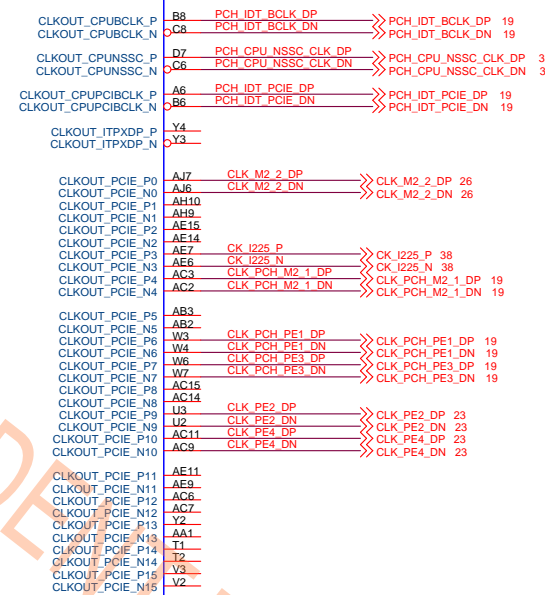 CLKOUT_CPUBCLK_P B8 PCH_IDT_BCLK_DP PCH_IDT_BCLK_DP 19
CLKOUT_CPUBCLK_N C8 PCH_IDT_BCLK_DN PCH_IDT_BCLK_DN 19
CLKOUT_CPUNSSC_P D7 PCH_CPU_NSSC_CLK_DP PCH_CPU_NSSC_CLK_DP 3
CLKOUT_CPUNSSC_N C6 PCH_CPU_NSSC_CLK_DN PCH_CPU_NSSC_CLK_DN 3
CLKOUT_CPUPCIBCLK_P A6 PCH_IDT_PCIE_DP PCH_IDT_PCIE_DP 19
CLKOUT_CPUPCIBCLK_N B6 PCH_IDT_PCIE_DN PCH_IDT_PCIE_DN 19
CLKOUT_ITPXDP_P Y4
CLKOUT_ITPXDP_N Y3
CLKOUT_PCIE_P0 AJ7 CLK_M2_2_DP CLK_M2_2_DP 26
CLKOUT_PCIE_N0 AJ6 CLK_M2_2_DN CLK_M2_2_DN 26
CLKOUT_PCIE_P1 AH10
CLKOUT_PCIE_N1 AH9
CLKOUT_PCIE_P2 AE15
CLKOUT_PCIE_N2 AE14
CLKOUT_PCIE_P3 AE7 CK_I225_P CK_I225_P 38
CLKOUT_PCIE_N3 AE6 CK_I225_N CK_I225_N 38
CLKOUT_PCIE_P4 AC3 CLK_PCH_M2_1_DP CLK_PCH_M2_1_DP 19
CLKOUT_PCIE_N4 AC2 CLK_PCH_M2_1_DN CLK_PCH_M2_1_DN 19
CLKOUT_PCIE_P5 AB3
CLKOUT_PCIE_N5 AB2
CLKOUT_PCIE_P6 W3 CLK_PCH_PE1_DP CLK_PCH_PE1_DP 19
CLKOUT_PCIE_N6 W4 CLK_PCH_PE1_DN CLK_PCH_PE1_DN 19
CLKOUT_PCIE_P7 W6 CLK_PCH_PE3_DP CLK_PCH_PE3_DP 19
CLKOUT_PCIE_N7 W7 CLK_PCH_PE3_DN CLK_PCH_PE3_DN 19
CLKOUT_PCIE_P8 AC15
CLKOUT_PCIE_N8 AC14
CLKOUT_PCIE_P9 U3 CLK_PE2_DP CLK_PE2_DP 23
CLKOUT_PCIE_N9 U2 CLK_PE2_DN CLK_PE2_DN 23
CLKOUT_PCIE_P10 AC11 CLK_PE4_DP CLK_PE4_DP 23
CLKOUT_PCIE_N10 AC9 CLK_PE4_DN CLK_PE4_DN 23
CLKOUT_PCIE_P11 AE11
CLKOUT_PCIE_N11 AE9
CLKOUT_PCIE_P12 AC6
CLKOUT_PCIE_N12 AC7
CLKOUT_PCIE_P13 Y2
CLKOUT_PCIE_N13 AA1
CLKOUT_PCIE_P14 T1
CLKOUT_PCIE_N14 T2
CLKOUT_PCIE_P15 V3
CLKOUT_PCIE_N15 V2